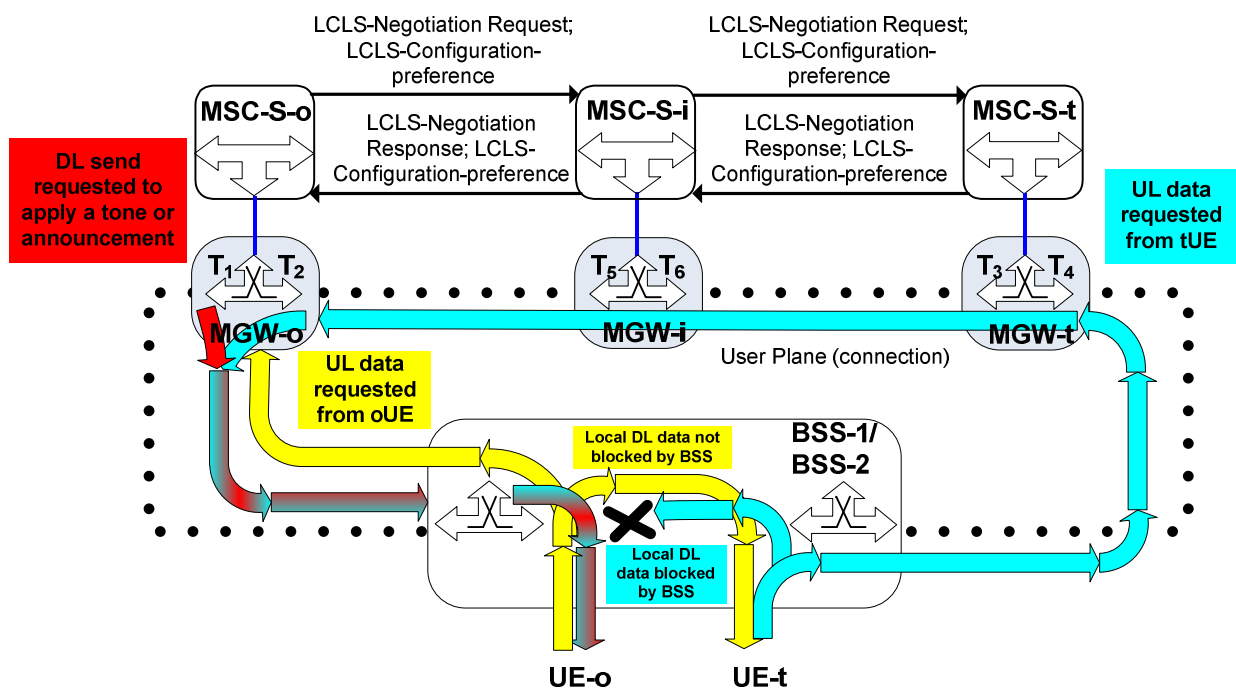 LCLS-Negotiation Request;
LCLS-Configuration-
preference
LCLS-Negotiation Request;
LCLS-Configuration-
preference
MSC-S-o
MSC-S-i
MSC-S-t
LCLS-Negotiation
Response; LCLS-
Configuration-preference
LCLS-Negotiation
Response; LCLS-
Configuration-preference
DL send
requested to
apply a tone or
announcement
UL data
requested
from tUE
T1 T2
MGW-o
T5 T6
MGW-i
T3 T4
MGW-t
User Plane (connection)
UL data
requested
from oUE
Local DL data not
blocked by BSS
BSS-1/
BSS-2
Local DL
data blocked
by BSS
UE-o
UE-t